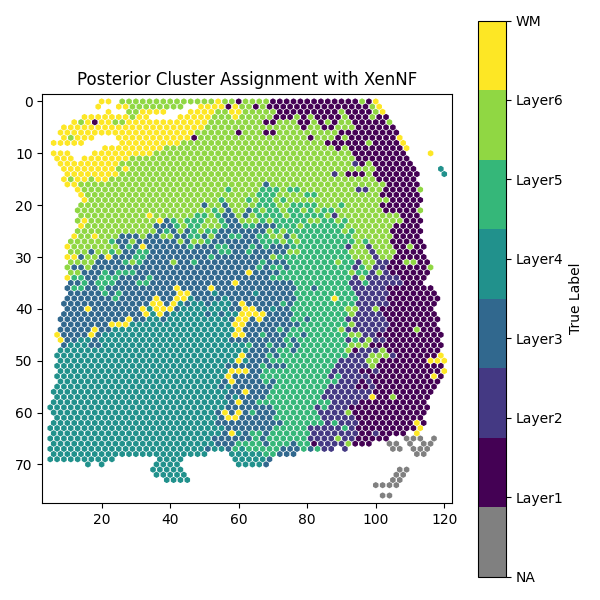 Posterior Cluster Assignment with XenNF
0
10
20
30
40
50
60
70
20
40
60
80
100
120
WM
Layer6
Layer5
Layer4
Layer3
Layer2
Layer1
NA
True Label